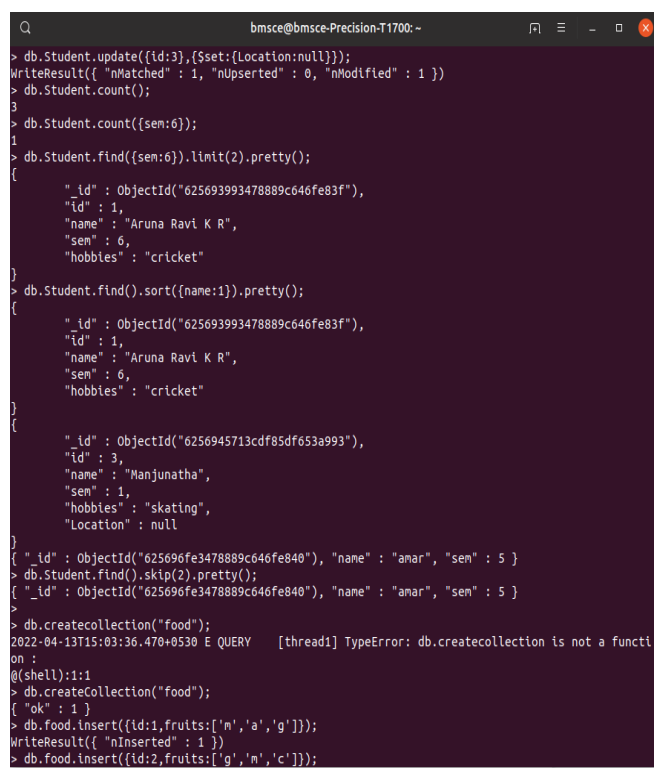 bmsce@bmsce-Precision-T1700: ~
> db.Student.update({id:3},{$set:{Location:null}});
WriteResult({ "nMatched" : 1, "nUpserted" : 0, "nModified" : 1 })
> db.Student.count();
3
> db.Student.count({sem:6});
1
> db.Student.find({sem:6}).limit(2).pretty();
{
"_id" : ObjectId("625693993478889c646fe83f"),
"id" : 1,
"name" : "Aruna Ravi K R",
"sem" : 6,
"hobbies" : "cricket"
}
> db.Student.find().sort({name:1}).pretty();
{
"_id" : ObjectId("625693993478889c646fe83f"),
"id" : 1,
"name" : "Aruna Ravi K R",
"sem" : 6,
"hobbies" : "cricket"
}
{
"_id" : ObjectId("6256945713cdf85df653a993"),
"id" : 3,
"name" : "Manjunatha",
"sem" : 1,
"hobbies" : "skating",
"Location" : null
}
{ "_id" : ObjectId("625696fe3478889c646fe840"), "name" : "amar", "sem" : 5 }
> db.Student.find().skip(2).pretty();
{ "_id" : ObjectId("625696fe3478889c646fe840"), "name" : "amar", "sem" : 5 }
>
> db.createcollection("food");
2022-04-13T15:03:36.470+0530 E QUERY    [thread1] TypeError: db.createcollection is not a functi
on :
@(shell):1:1
> db.createCollection("food");
{ "ok" : 1 }
> db.food.insert({id:1,fruits:['m','a','g']});
WriteResult({ "nInserted" : 1 })
> db.food.insert({id:2,fruits:['g','m','c']});